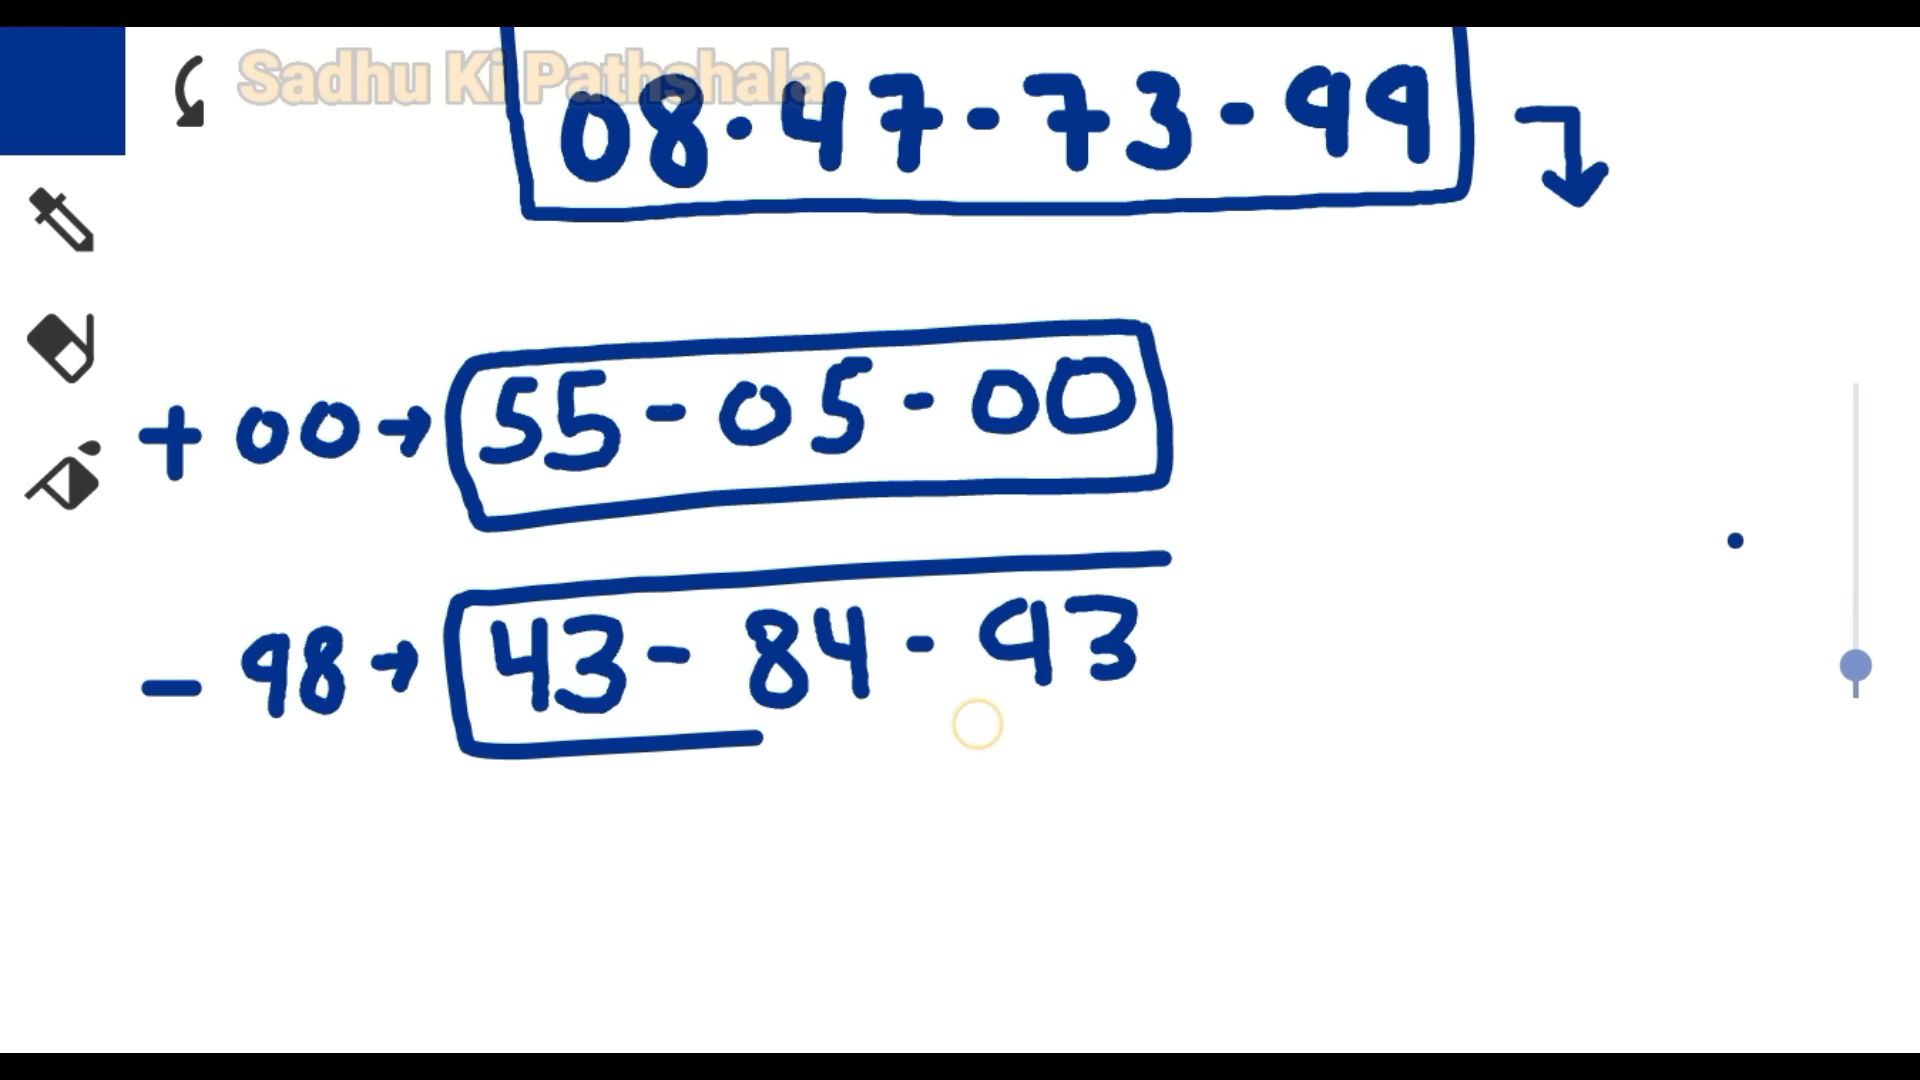 Sadhu Ki Pathshala
08-47-73-99
+ 00→ 55-05-00
- 98→ 43-84-93